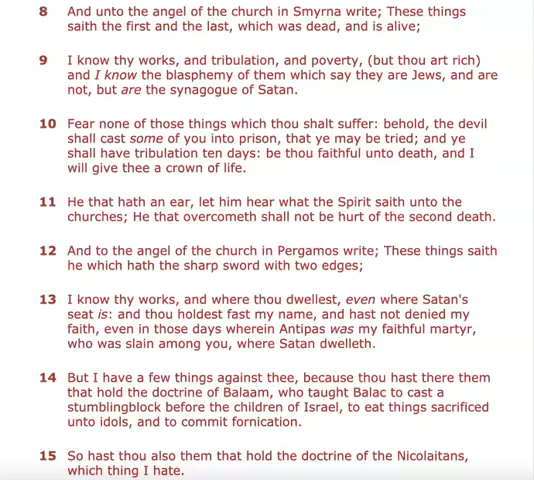 8 And unto the angel of the church in Smyrna write; These things
saith the first and the last, which was dead, and is alive;
9 I know thy works, and tribulation, and poverty, (but thou art rich)
and I know the blasphemy of them which say they are Jews, and are
not, but are the synagogue of Satan.
10 Fear none of those things which thou shalt suffer: behold, the devil
shall cast some of you into prison, that ye may be tried; and ye
shall have tribulation ten days: be thou faithful unto death, and I
will give thee a crown of life.
11 He that hath an ear, let him hear what the Spirit saith unto the
churches; He that overcometh shall not be hurt of the second death.
12 And to the angel of the church in Pergamos write; These things saith
he which hath the sharp sword with two edges;
13 I know thy works, and where thou dwellest, even where Satan's
seat is: and thou holdest fast my name, and hast not denied my
faith, even in those days wherein Antipas was my faithful martyr,
who was slain among you, where Satan dwelleth.
14 But I have a few things against thee, because thou hast there them
that hold the doctrine of Balaam, who taught Balac to cast a
stumblingblock before the children of Israel, to eat things sacrificed
unto idols, and to commit fornication.
15 So hast thou also them that hold the doctrine of the Nicolaitans,
which thing I hate.